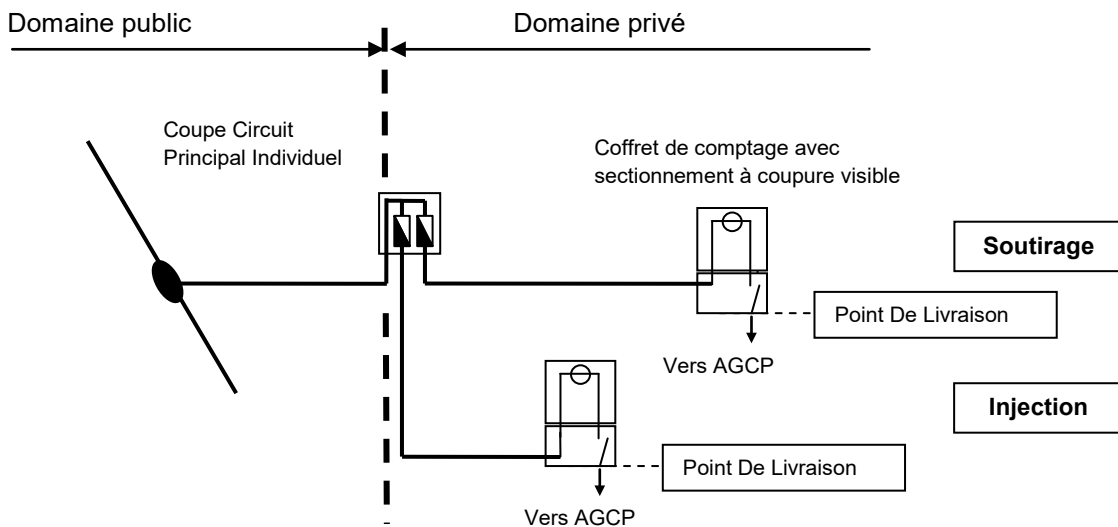 Domaine public
Domaine privé
Coupe Circuit
Principal Individuel
Coffret de comptage avec
sectionnement à coupure visible
Soutirage
Point De Livraison
Vers AGCP
Injection
Point De Livraison
Vers AGCP